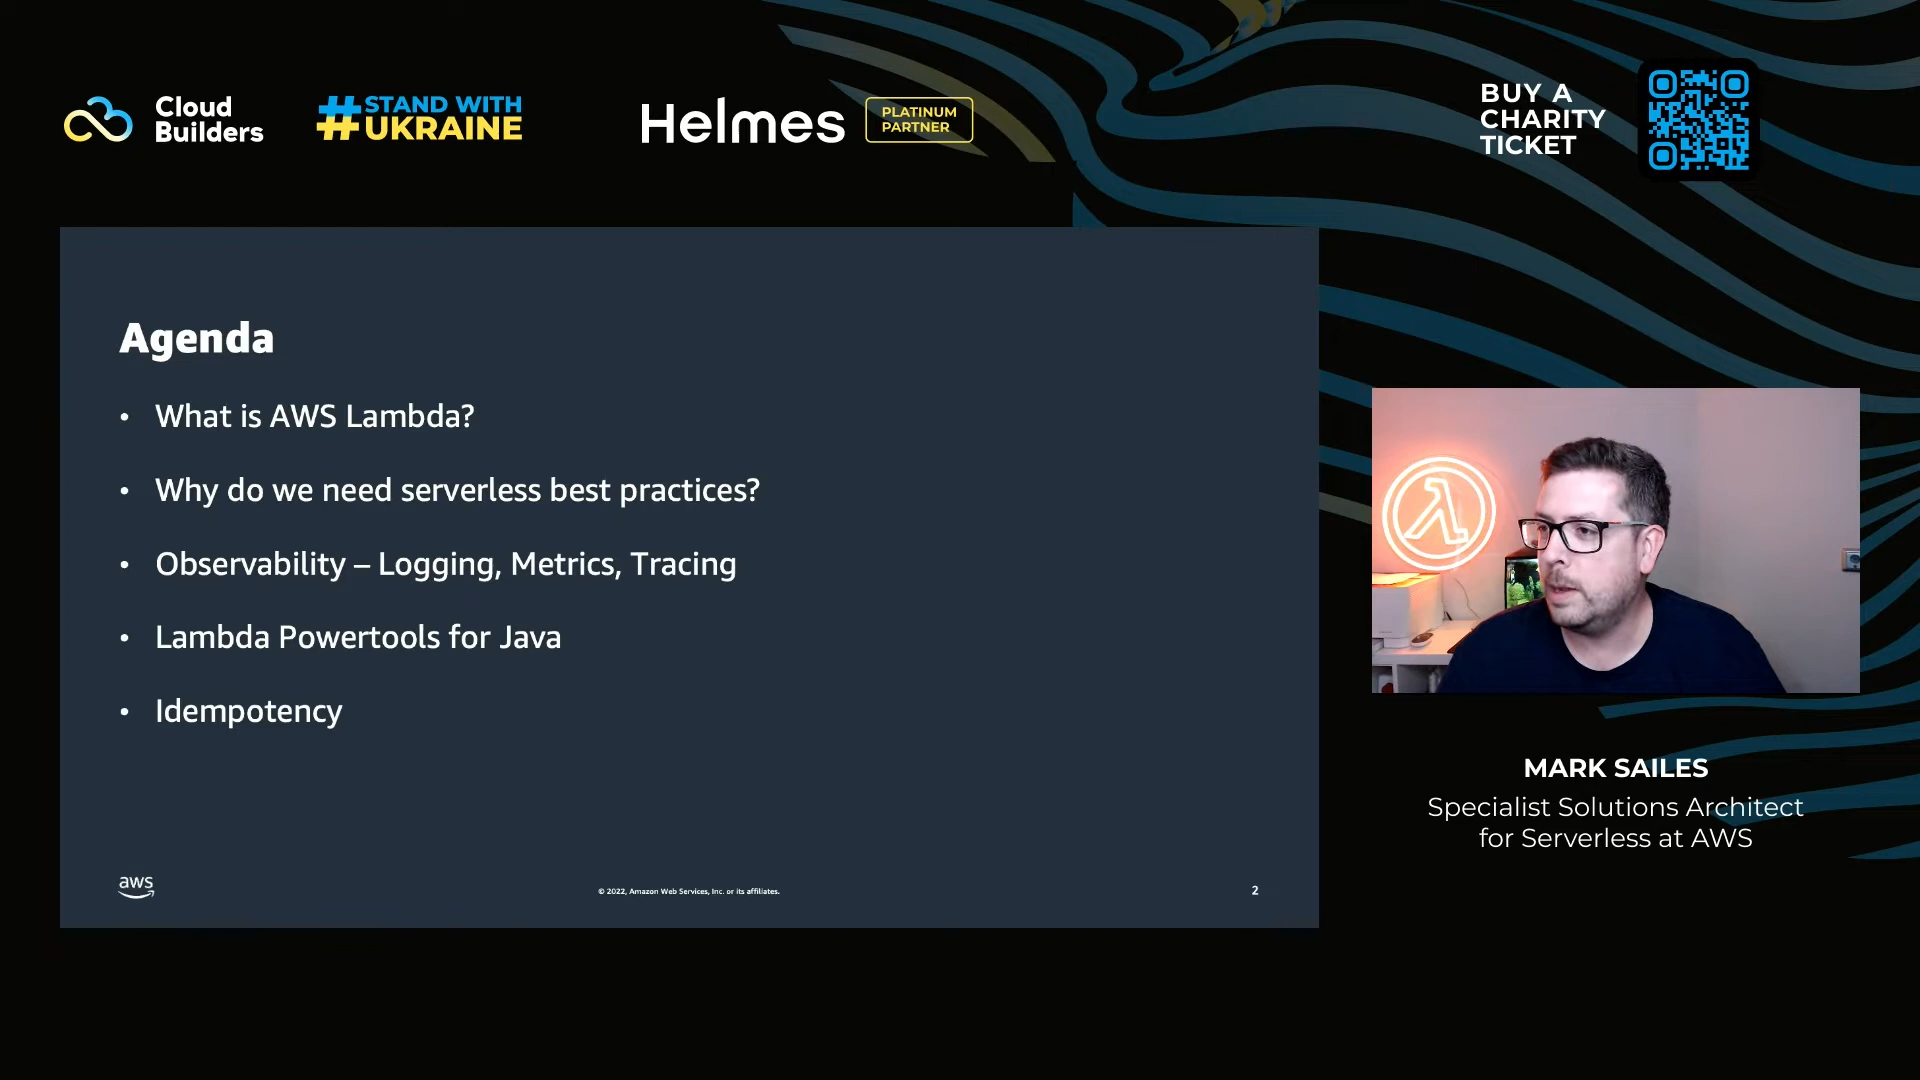 Cloud
Builders
#STAND WITH
UKRAINE
Helmes
PLATINUM
PARTNER
BUY A
CHARITY
TICKET
Agenda
• What is AWS Lambda?
• Why do we need serverless best practices?
• Observability – Logging, Metrics, Tracing
• Lambda Powertools for Java
• Idempotency
aws
© 2022, Amazon Web Services, Inc. or its affiliates.
2
λ
MARK SAILES
Specialist Solutions Architect
for Serverless at AWS